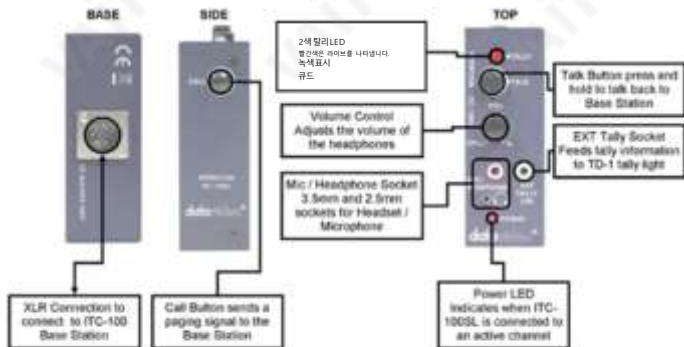 BASE
SIDE
TOP
2색 탈리LED
빨간색은 라이브를 나타냅니다.
녹색표시
큐드
Talk Button press and
hold to talk back to
Base Station
Volume Control
Adjusts the volume of
the headphones
EXT Tally Socket
Feeds tally information
to TD-1 tally light
Mic / Headphone Socket
3.5mm and 2.5mm
sockets for Headset /
Microphone
XLR Connection to
connect to ITC-100
Base Station
Call Button sends a
paging signal to the
Base Station
Power LED
Indicates when ITC-
100SL is connected to
an active channel